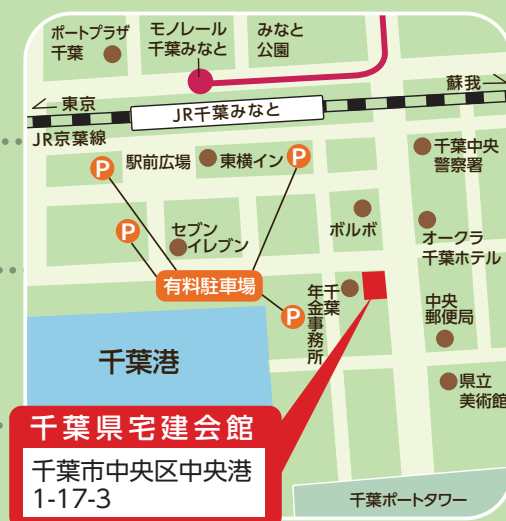 ポートプラザ
千葉
モノレール
千葉みなと
みなと
公園
東京
蘇我
JR千葉みなと
JR京葉線
P
駅前広場
東横イン
P
千葉中央
警察署
P
セブン
イレブン
ボルボ
オークラ
千葉ホテル
有料駐車場
P
千葉
年金事務所
中央
郵便局
千葉港
県立
美術館
千葉県宅建会館
千葉市中央区中央港
1-17-3
千葉ポートタワー